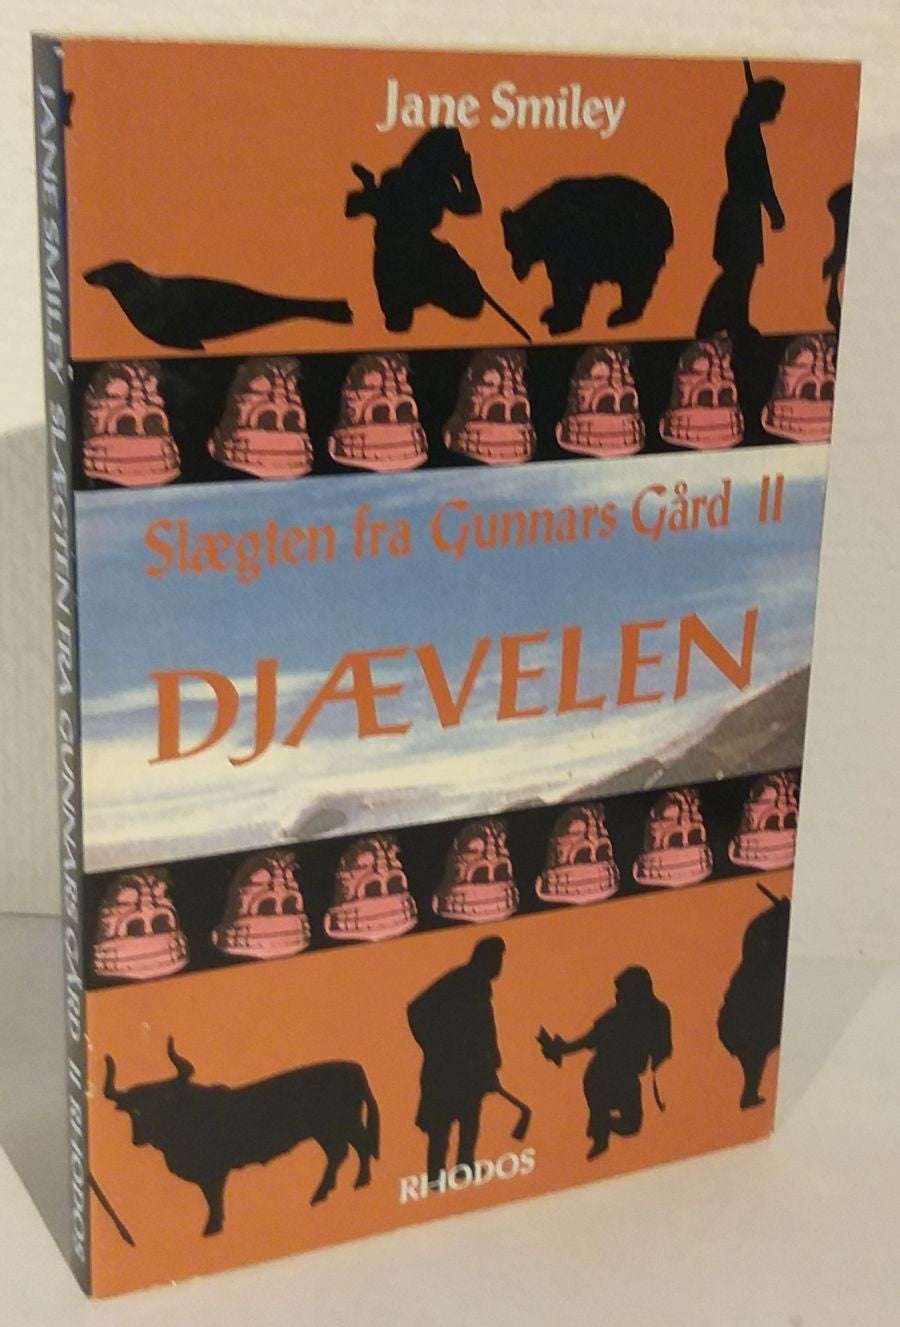 Jane Smiley
Slægten fra Gunnars Gård II
DJÆVELEN
RHODOS
JANE SMILEY SLÆGTEN FRA GUNNARS GÅRD II RHODOS